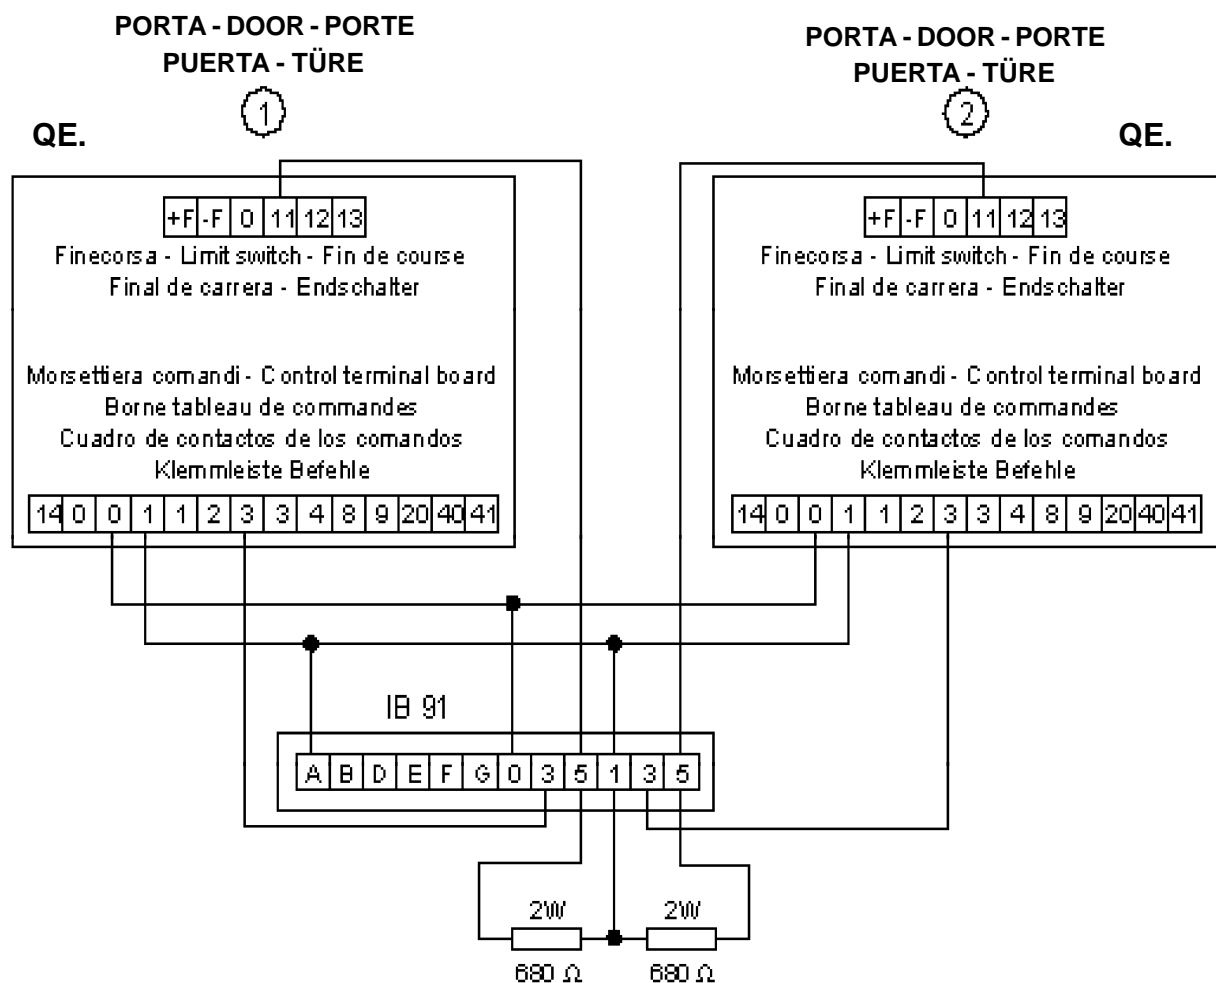 PORTA - DOOR - PORTE
PUERTA - TÜRE
1
QE.
+F -F 0 11 12 13
Finecorsa - Limit switch - Fin de course
Final de carrera - Endschalter
Morsettiera comandi - Control terminal board
Borne tableau de commandes
Cuadro de contactos de los comandos
Klemmleiste Befehle
14 0 0 1 1 2 3 3 4 8 9 20 40 41
PORTA - DOOR - PORTE
PUERTA - TÜRE
2
QE.
+F -F 0 11 12 13
Finecorsa - Limit switch - Fin de course
Final de carrera - Endschalter
Morsettiera comandi - Control terminal board
Borne tableau de commandes
Cuadro de contactos de los comandos
Klemmleiste Befehle
14 0 0 1 1 2 3 3 4 8 9 20 40 41
IB 91
A B D E F G 0 3 5 1 3 5
2W 2W
680 Ω 680 Ω